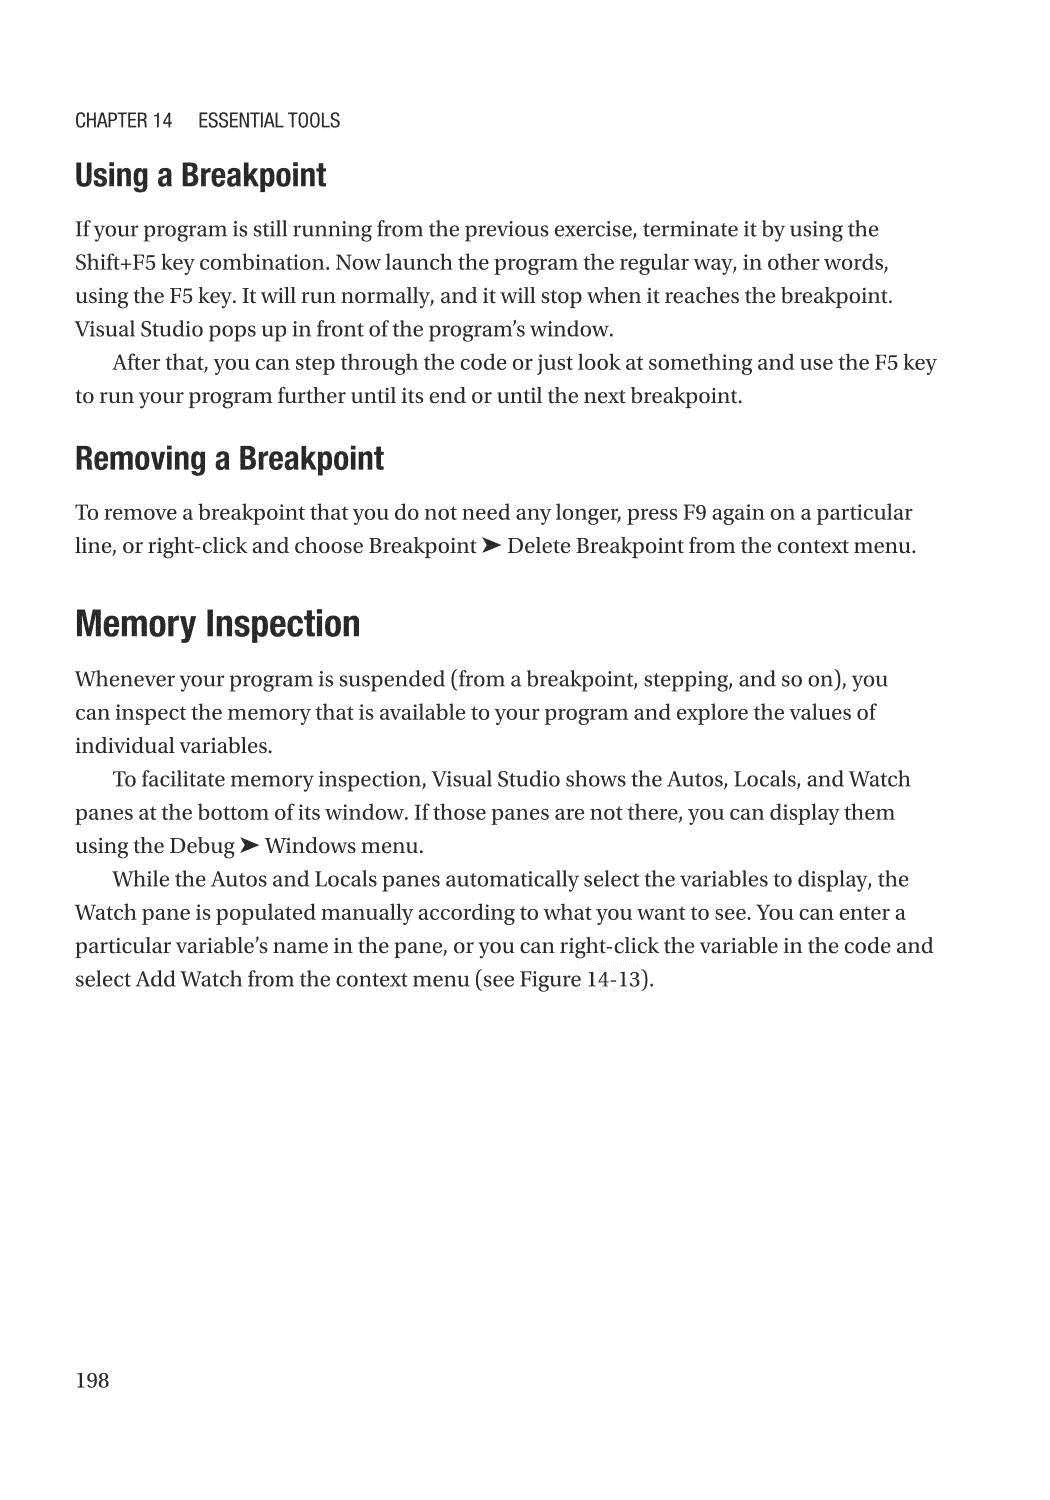 CHAPTER 14 ESSENTIAL TOOLS
Using a Breakpoint
If your program is still running from the previous exercise, terminate it by using the
Shift+F5 key combination. Now launch the program the regular way, in other words,
using the F5 key. It will run normally, and it will stop when it reaches the breakpoint.
Visual Studio pops up in front of the program’s window.
After that, you can step through the code or just look at something and use the F5 key
to run your program further until its end or until the next breakpoint.
Removing a Breakpoint
To remove a breakpoint that you do not need any longer, press F9 again on a particular
line, or right-click and choose Breakpoint ➤ Delete Breakpoint from the context menu.
Memory Inspection
Whenever your program is suspended (from a breakpoint, stepping, and so on), you
can inspect the memory that is available to your program and explore the values of
individual variables.
To facilitate memory inspection, Visual Studio shows the Autos, Locals, and Watch
panes at the bottom of its window. If those panes are not there, you can display them
using the Debug ➤ Windows menu.
While the Autos and Locals panes automatically select the variables to display, the
Watch pane is populated manually according to what you want to see. You can enter a
particular variable’s name in the pane, or you can right-click the variable in the code and
select Add Watch from the context menu (see Figure 14-13).
198